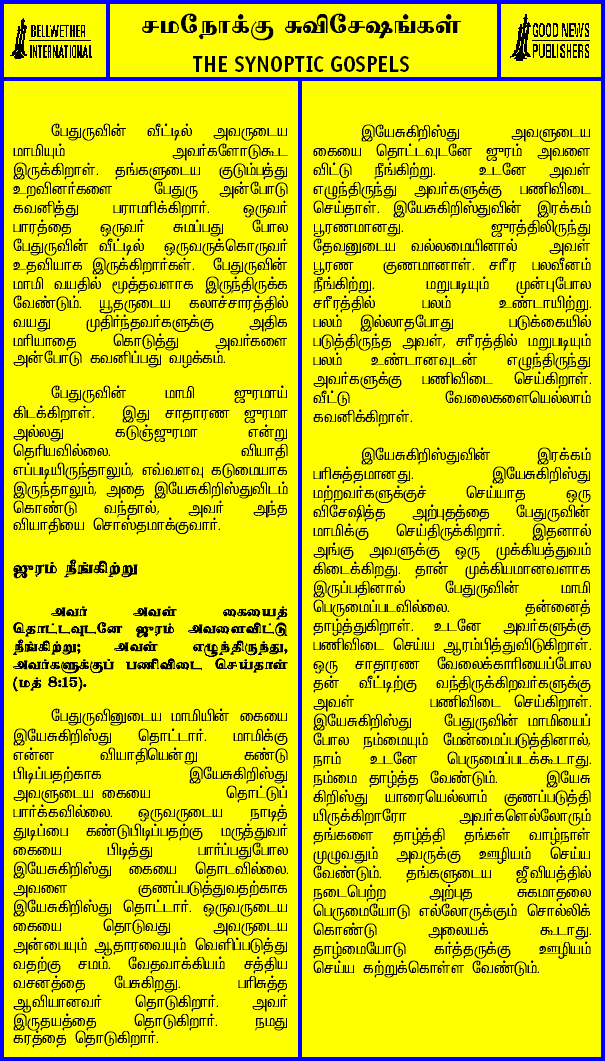 BELLWETHER
INTERNATIONAL
சமநோக்கு சுவிசேஷங்கள்
THE SYNOPTIC GOSPELS
GOOD NEWS
PUBLISHERS
பேதுருவின் வீட்டில் அவருடைய
மாமியும் அவர்களோடுகூட
இருக்கிறாள். தங்களுடைய குடும்பத்து
உறவினர்களை பேதுரு அன்போடு
கவனித்து பராமரிக்கிறார். ஒருவர்
பாரத்தை ஒருவர் சுமப்பது போல
பேதுருவின் வீட்டில் ஒருவருக்கொருவர்
உதவியாக இருக்கிறார்கள். பேதுருவின்
மாமி வயதில் மூத்தவளாக இருந்திருக்க
வேண்டும். யூதருடைய கலாச்சாரத்தில்
வயது முதிர்ந்தவர்களுக்கு அதிக
மரியாதை கொடுத்து அவர்களை
அன்போடு கவனிப்பது வழக்கம்.
பேதுருவின் மாமி ஜுரமாய்
கிடக்கிறாள். இது சாதாரண ஜுரமா
அல்லது கடுஞ்ஜுரமா என்று
தெரியவில்லை. வியாதி
எப்படியிருந்தாலும், எவ்வளவு கடுமையாக
இருந்தாலும், அதை இயேசுகிறிஸ்துவிடம்
கொண்டு வந்தால், அவர் அந்த
வியாதியை சொஸ்தமாக்குவார்.
ஜுரம் நீங்கிற்று
அவர் அவள் கையைத்
தொட்டவுடனே ஜுரம் அவளைவிட்டு
நீங்கிற்று; அவள் எழுந்திருந்து,
அவர்களுக்குப் பணிவிடை செய்தாள்
(மத் 8:15).
பேதுருவினுடைய மாமியின் கையை
இயேசுகிறிஸ்து தொட்டார். மாமிக்கு
என்ன வியாதியென்று கண்டு
பிடிப்பதற்காக இயேசுகிறிஸ்து
அவளுடைய கையை தொட்டுப்
பார்க்கவில்லை. ஒருவருடைய நாடித்
துடிப்பை கண்டுபிடிப்பதற்கு மருத்துவர்
கையை பிடித்து பார்ப்பதுபோல
இயேசுகிறிஸ்து கையை தொடவில்லை.
அவளை குணப்படுத்துவதற்காக
இயேசுகிறிஸ்து தொட்டார். ஒருவருடைய
கையை தொடுவது அவருடைய
அன்பையும் ஆதாரவையும் வெளிப்படுத்து
வதற்கு சமம். வேதவாக்கியம் சத்திய
வசனத்தை பேசுகிறது. பரிசுத்த
ஆவியானவர் தொடுகிறார். அவர்
இருதயத்தை தொடுகிறார். நமது
கரத்தை தொடுகிறார்.
இயேசுகிறிஸ்து அவளுடைய
கையை தொட்டவுடனே ஜுரம் அவளை
விட்டு நீங்கிற்று. உடனே அவள்
எழுந்திருந்து அவர்களுக்கு பணிவிடை
செய்தாள். இயேசுகிறிஸ்துவின் இரக்கம்
பூரணமானது. ஜுரத்திலிருந்து
தேவனுடைய வல்லமையினால் அவள்
பூரண குணமானாள். சரீர பலவீனம்
நீங்கிற்று. மறுபடியும் முன்புபோல
சரீரத்தில் பலம் உண்டாயிற்று.
பலம் இல்லாதபோது படுக்கையில்
படுத்திருந்த அவள், சரீரத்தில் மறுபடியும்
பலம் உண்டானவுடன் எழுந்திருந்து
அவர்களுக்கு பணிவிடை செய்கிறாள்.
வீட்டு வேலைகளையெல்லாம்
கவனிக்கிறாள்.
இயேசுகிறிஸ்துவின் இரக்கம்
பரிசுத்தமானது. இயேசுகிறிஸ்து
மற்றவர்களுக்குச் செய்யாத ஒரு
விசேஷித்த அற்புதத்தை பேதுருவின்
மாமிக்கு செய்திருக்கிறார். இதனால்
அங்கு அவளுக்கு ஒரு முக்கியத்துவம்
கிடைக்கிறது. தான் முக்கியமானவளாக
இருப்பதினால் பேதுருவின் மாமி
பெருமைப்படவில்லை. தன்னைத்
தாழ்த்துகிறாள். உடனே அவர்களுக்கு
பணிவிடை செய்ய ஆரம்பித்துவிடுகிறாள்.
ஒரு சாதாரண வேலைக்காரியைப்போல
தன் வீட்டிற்கு வந்திருக்கிறவர்களுக்கு
அவள் பணிவிடை செய்கிறாள்.
இயேசுகிறிஸ்து பேதுருவின் மாமியைப்
போல நம்மையும் மேன்மைப்படுத்தினால்,
நாம் உடனே பெருமைப்படக்கூடாது.
நம்மை தாழ்த்த வேண்டும். இயேசு
கிறிஸ்து யாரையெல்லாம் குணப்படுத்தி
யிருக்கிறாரோ அவர்களெல்லோரும்
தங்களை தாழ்த்தி தங்கள் வாழ்நாள்
முழுவதும் அவருக்கு ஊழியம் செய்ய
வேண்டும். தங்களுடைய ஜீவியத்தில்
நடைபெற்ற அற்புத சுகமாதலை
பெருமையோடு எல்லோருக்கும் சொல்லிக்
கொண்டு அலையக் கூடாது.
தாழ்மையோடு கர்த்தருக்கு ஊழியம்
செய்ய கற்றுக்கொள்ள வேண்டும்.